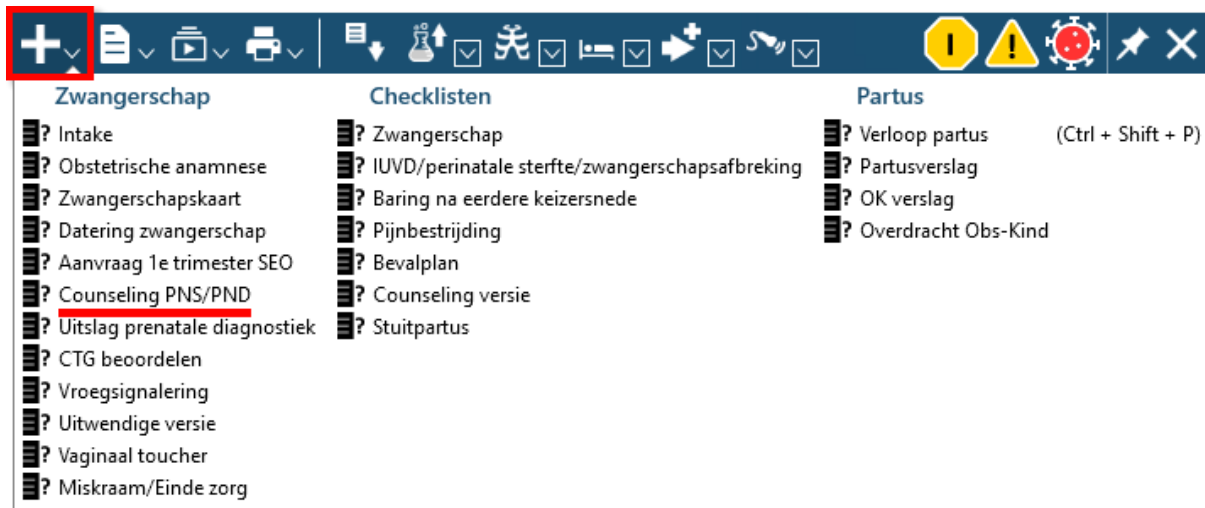 Zwangerschap
? Intake
? Obstetrische anamnese
? Zwangerschapskaart
? Datering zwangerschap
? Aanvraag 1e trimester SEO
? Counseling PNS/PND
? Uitslag prenatale diagnostiek
? CTG beoordelen
? Vroegsignalering
? Uitwendige versie
? Vaginaal toucher
? Miskraam/Einde zorg
Checklisten
? Zwangerschap
? IUVD/perinatale sterfte/zwangerschapsafbreking
? Baring na eerdere keizersnede
? Pijnbestrijding
? Bevalplan
? Counseling versie
? Stuitpartus
Partus
? Verloop partus (Ctrl + Shift + P)
? Partusverslag
? OK verslag
? Overdracht Obs-Kind